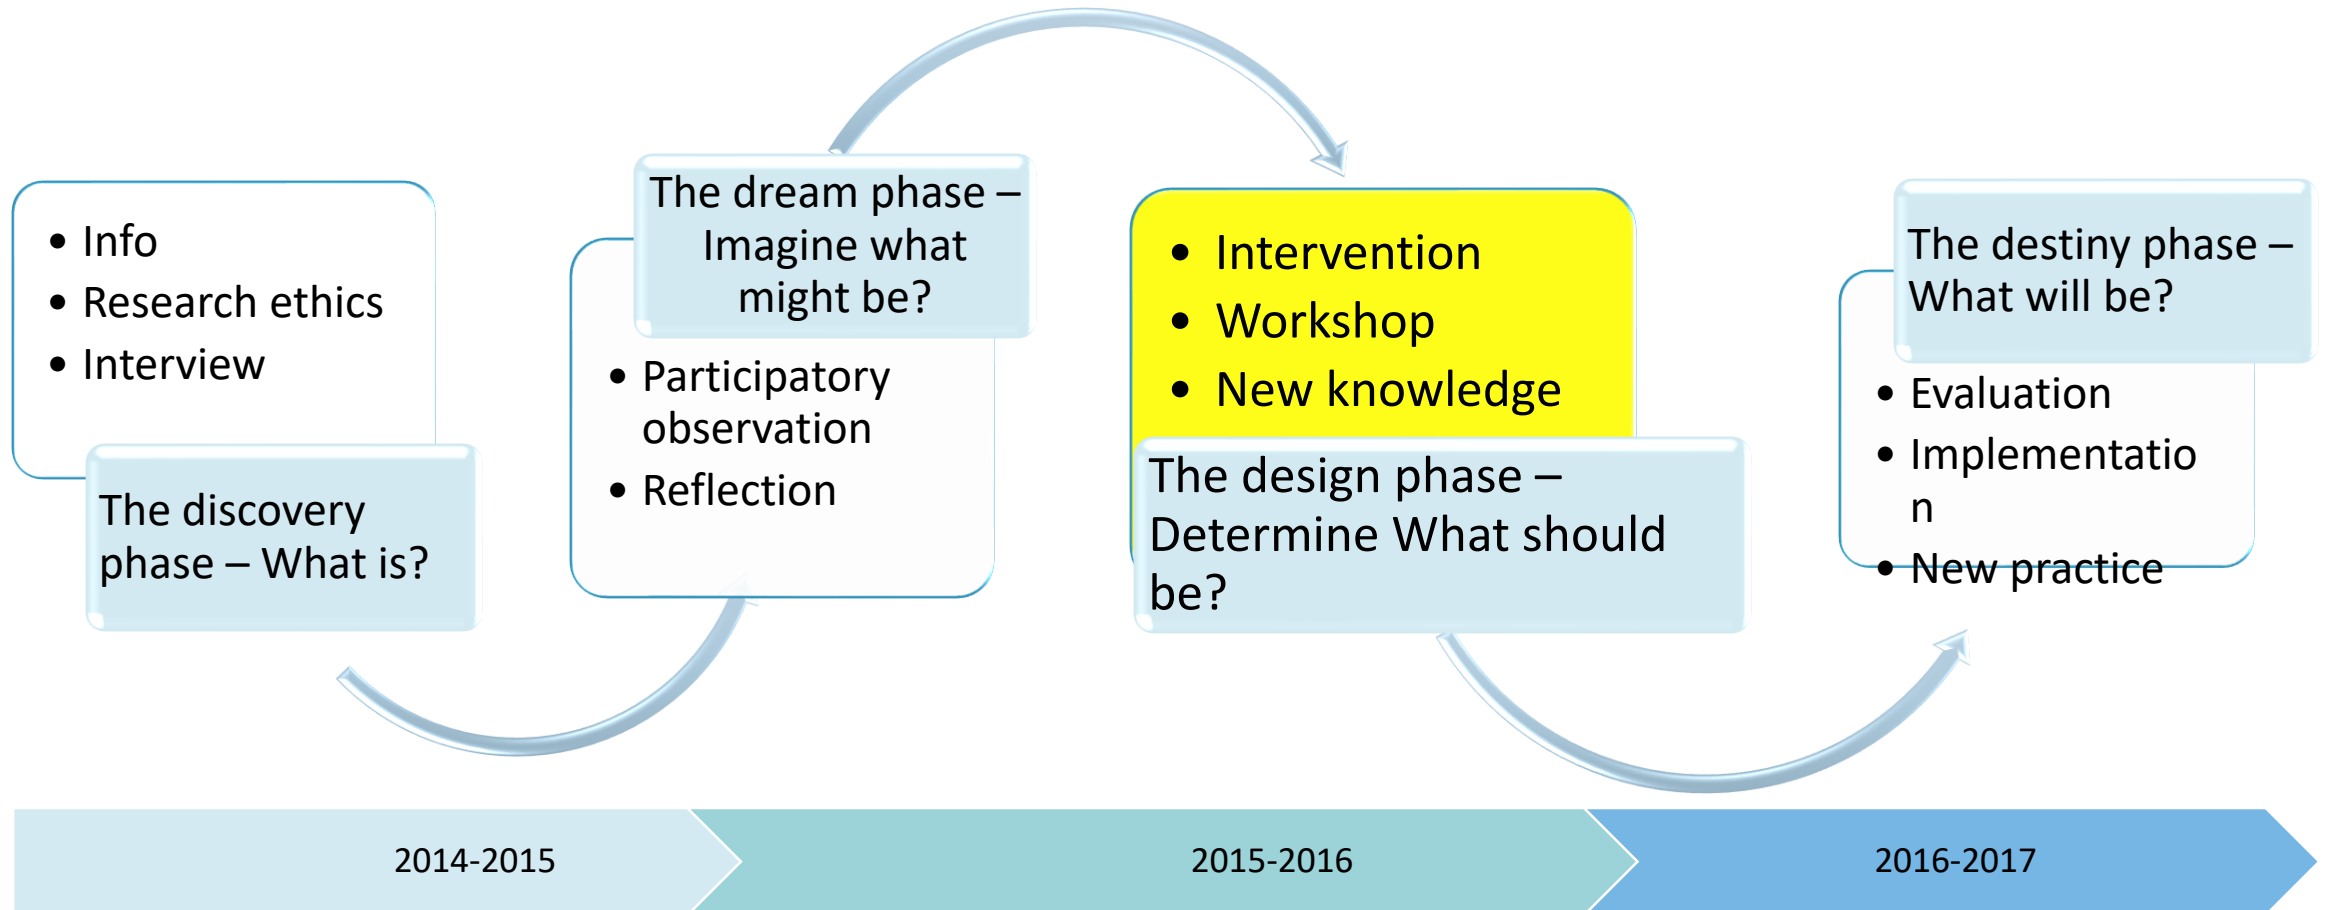 • Info
• Research ethics
• Interview
The discovery
phase – What is?
The dream phase –
Imagine what
might be?
• Participatory
observation
• Reflection
• Intervention
• Workshop
• New knowledge
The design phase –
Determine What should
be?
The destiny phase –
What will be?
• Evaluation
• Implementatio
n
• New practice
2014-2015
2015-2016
2016-2017